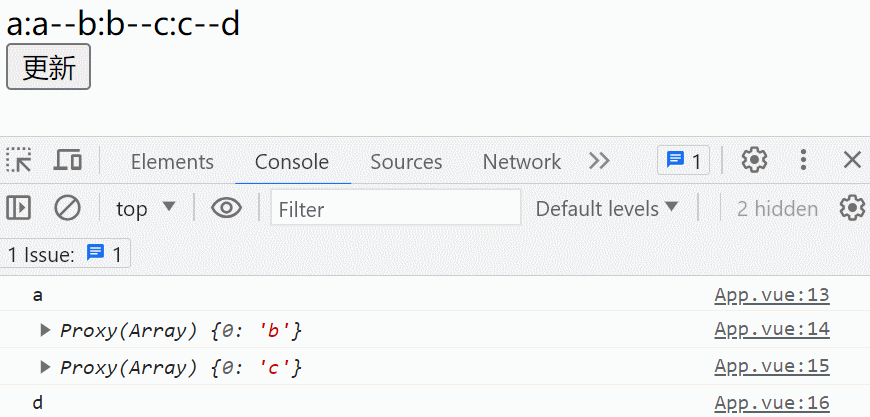 a:a--b:b--c:c--d
更新
Elements Console Sources Network 1
top Filter Default levels 2 hidden
1 Issue: 1
a App.vue:13
Proxy(Array) {0: 'b'} App.vue:14
Proxy(Array) {0: 'c'} App.vue:15
d App.vue:16